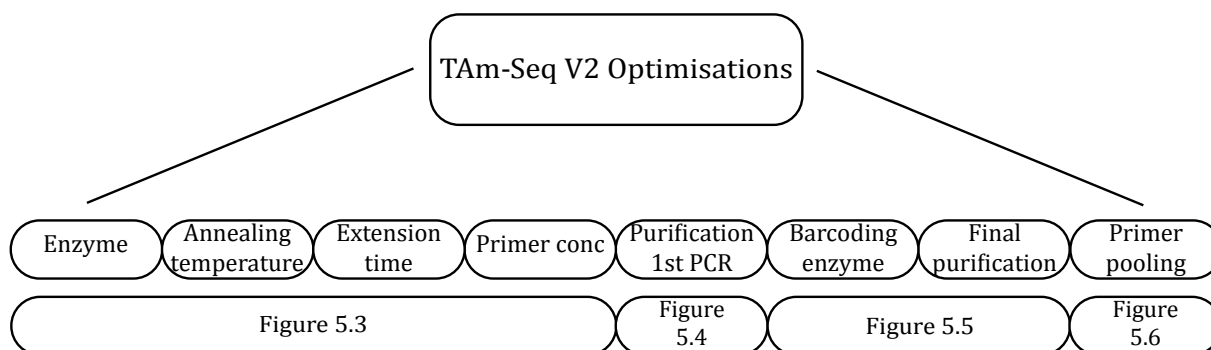 TAm-Seq V2 Optimisations
Enzyme
Annealing
temperature
Extension
time
Primer conc
Purification
1st PCR
Barcoding
enzyme
Final
purification
Primer
pooling
Figure 5.3
Figure
5.4
Figure 5.5
Figure
5.6